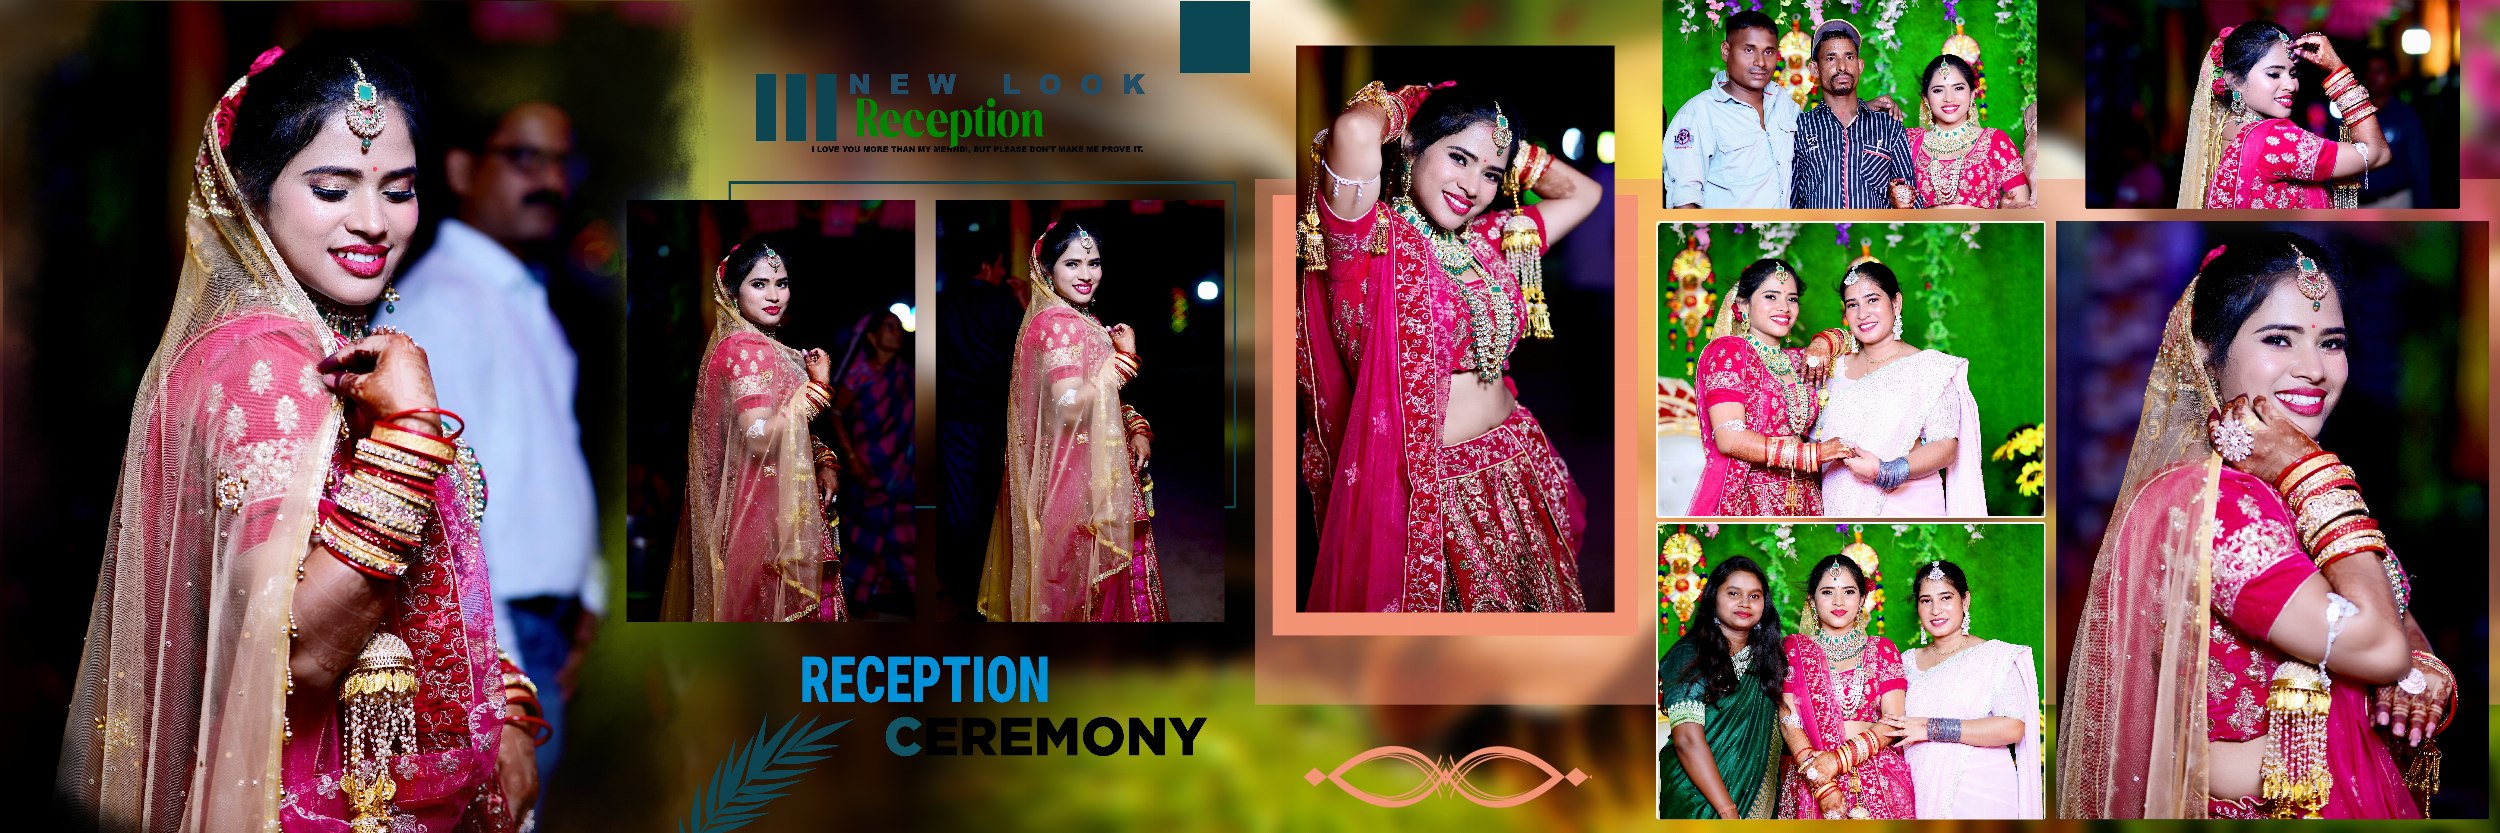 NEW LOOK
Reception
I LOVE YOU MORE THAN MY MEHNDI, BUT PLEASE DON'T MAKE ME PROVE IT.
RECEPTION
CEREMONY